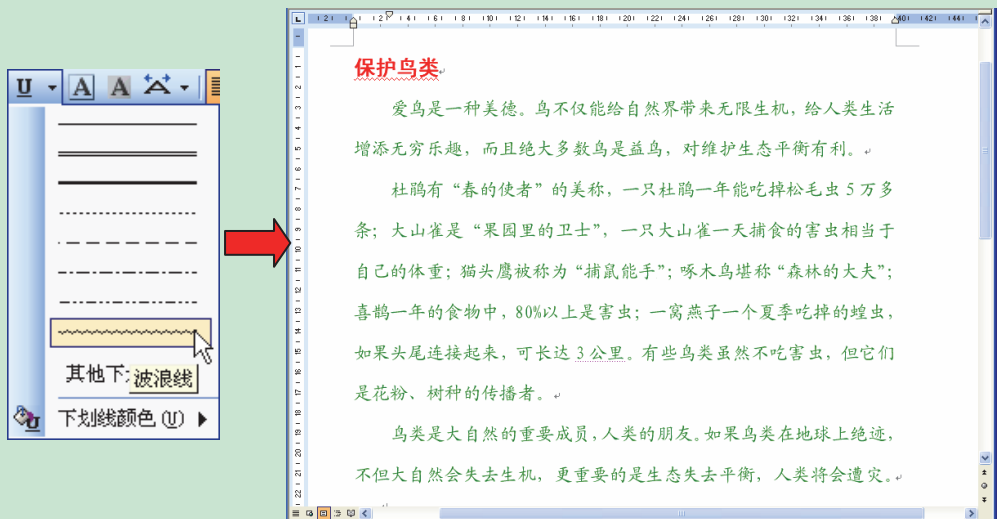 U A A A
其他下
波浪线
下划线颜色(U)
保护鸟类
爱鸟是一种美德。鸟不仅能给自然界带来无限生机，给人类生活
增添无穷乐趣，而且绝大多数鸟是益鸟，对维护生态平衡有利。
杜鹃有“春的使者”的美称，一只杜鹃一年能吃掉松毛虫5万多
条；大山雀是“果园里的卫士”，一只大山雀一天捕食的害虫相当于
自己的体重；猫头鹰被称为“捕鼠能手”；啄木鸟堪称“森林的大夫”；
喜鹊一年的食物中，80%以上是害虫；一窝燕子一个夏季吃掉的蝗虫，
如果头尾连接起来，可长达3公里。有些鸟类虽然不吃害虫，但它们
是花粉、树种的传播者。
鸟类是大自然的重要成员，人类的朋友。如果鸟类在地球上绝迹，
不但大自然会失去生机，更重要的是生态失去平衡，人类将会遭灾。